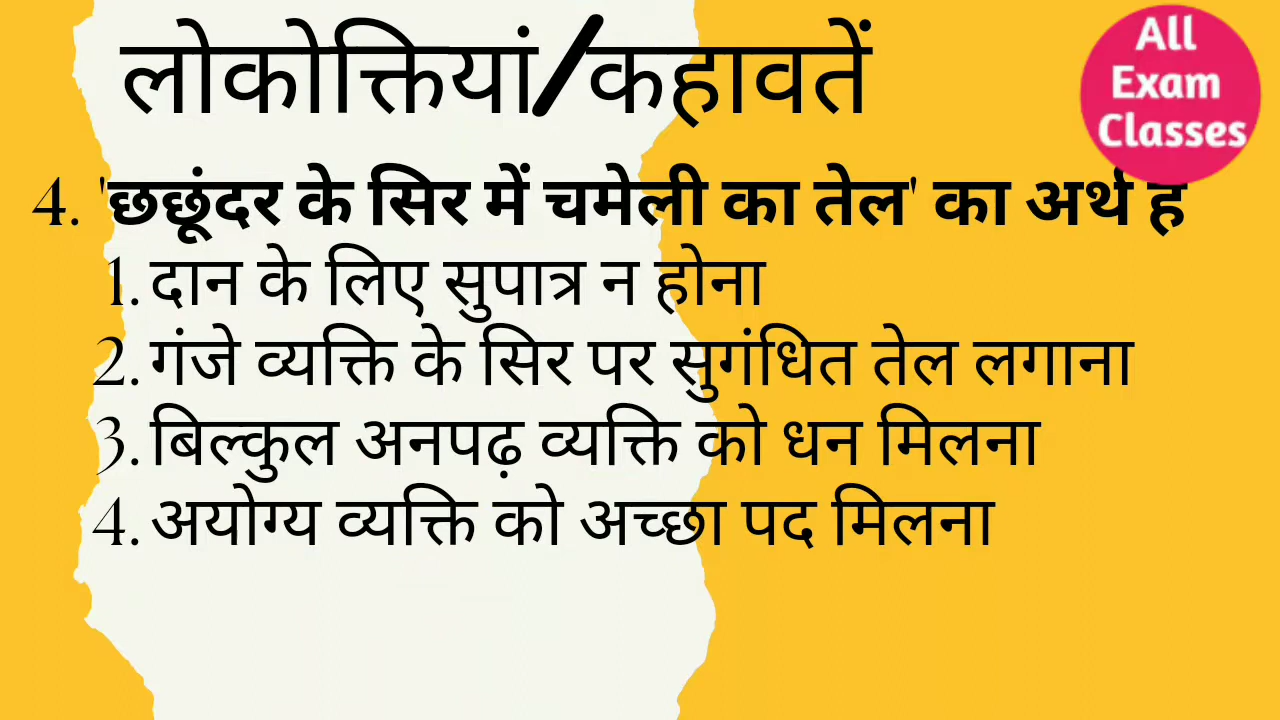 लोकोक्तियां/कहावतें
All
Exam
Classes
4. 'छछूंदर के सिर में चमेली का तेल' का अर्थ ह
1. दान के लिए सुपात्र न होना
2. गंजे व्यक्ति के सिर पर सुगंधित तेल लगाना
3. बिल्कुल अनपढ़ व्यक्ति को धन मिलना
4. अयोग्य व्यक्ति को अच्छा पद मिलना